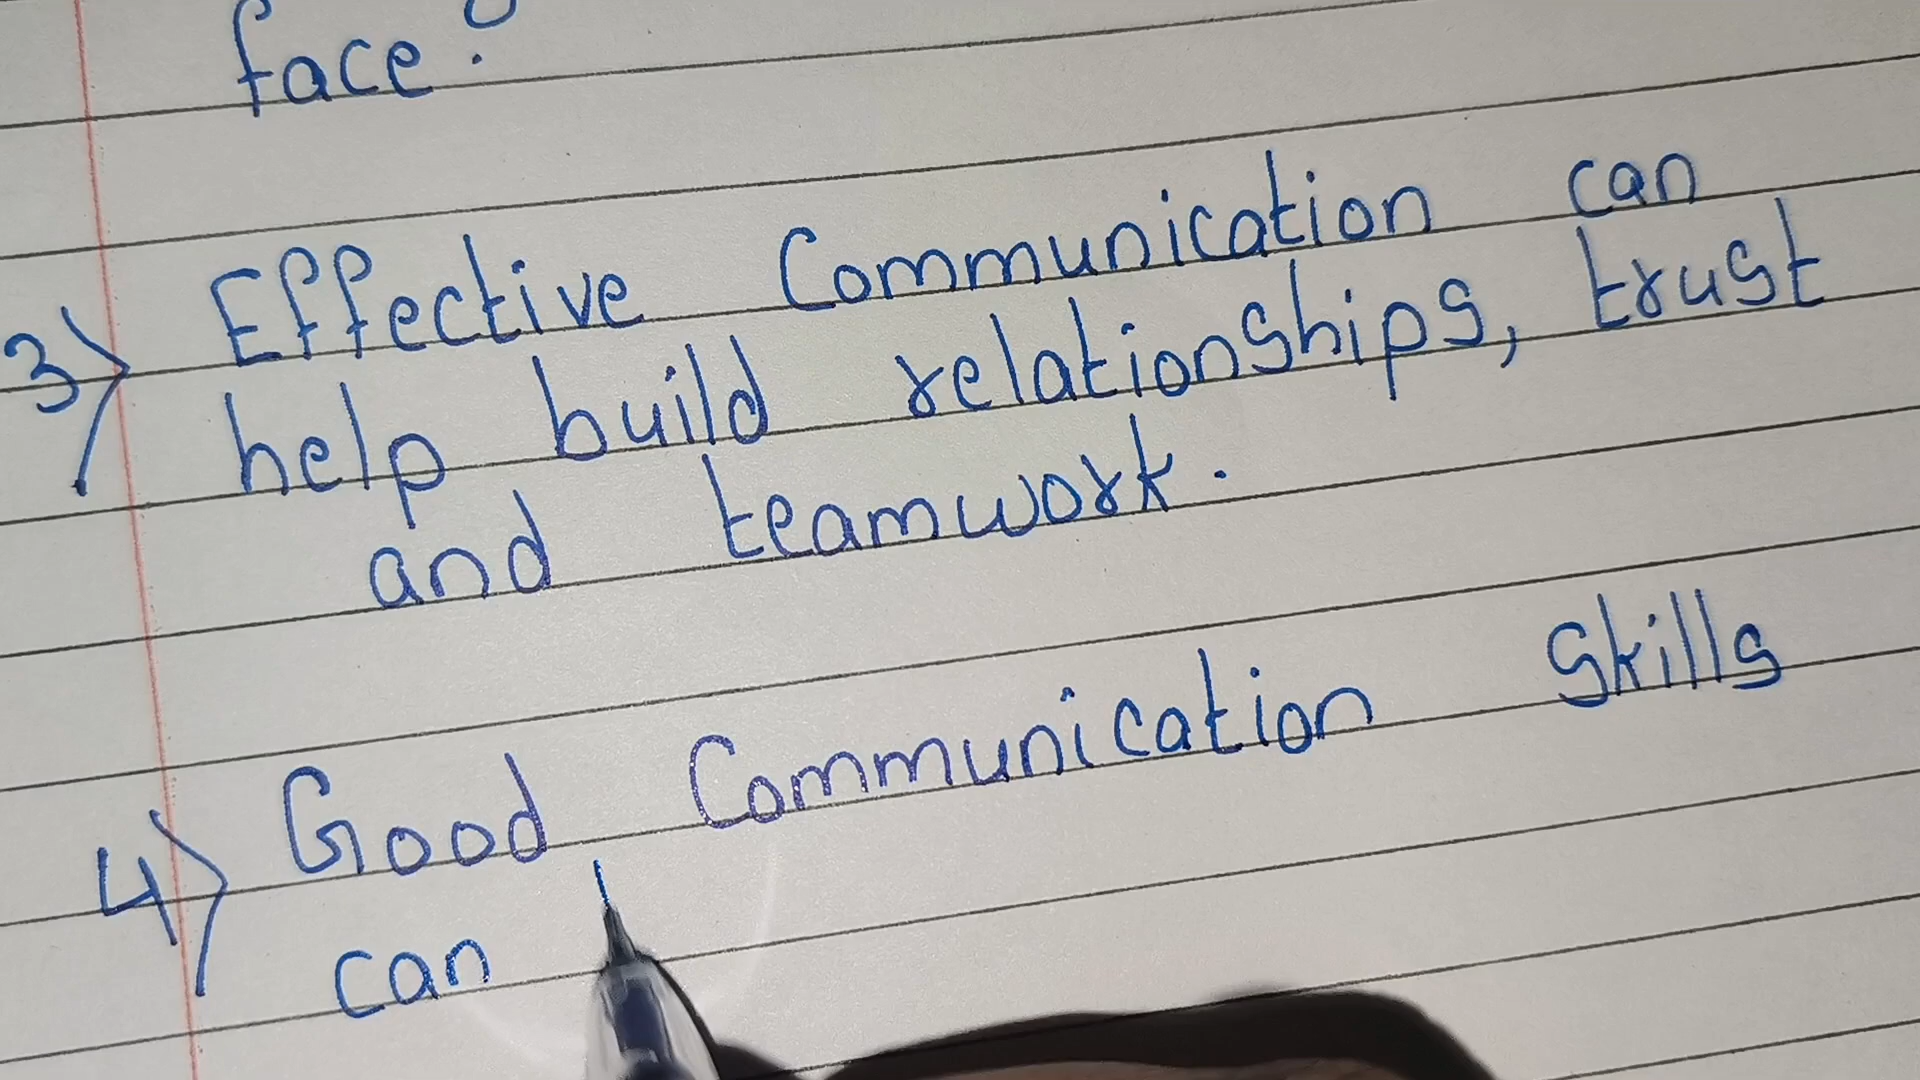 face?
3) Effective Communication can
help build relationships, trust
and teamwork.
4) Good Communication skills
can